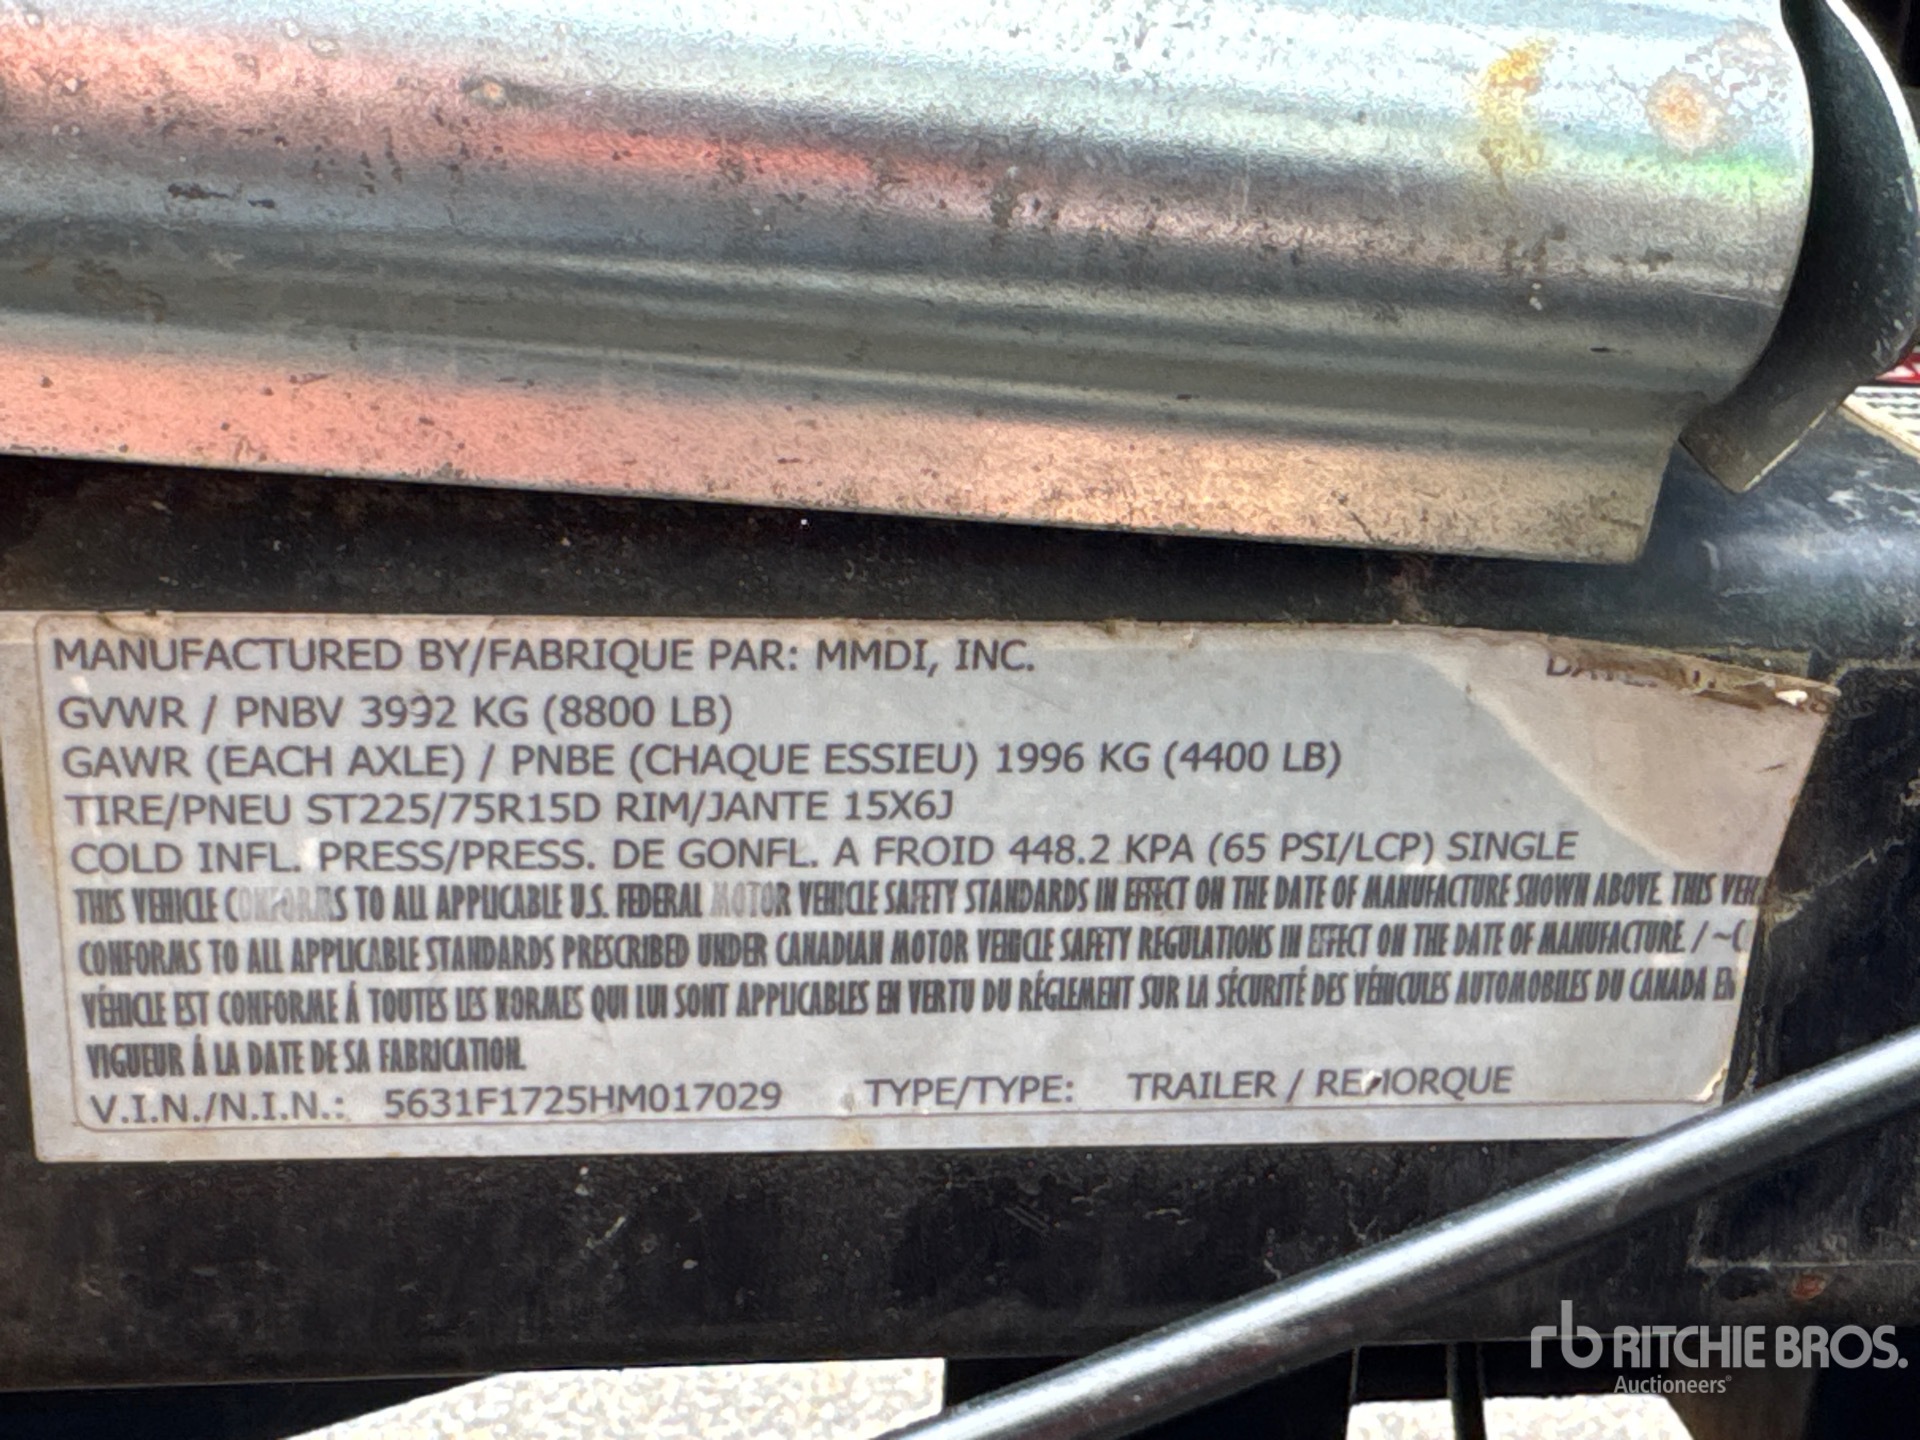 MANUFACTURED BY/FABRIQUE PAR: MMDI, INC.
GVWR / PNBV 3992 KG (8800 LB)
GAWR (EACH AXLE) / PNBE (CHAQUE ESSIEU) 1996 KG (4400 LB)
TIRE/PNEU ST225/75R15D RIM/JANTE 15X6J
COLD INFL. PRESS/PRESS. DE GONFL. A FROID 448.2 KPA (65 PSI/LCP) SINGLE
THIS VEHICLE CONFORMS TO ALL APPLICABLE U.S. FEDERAL MOTOR VEHICLE SAFETY STANDARDS IN EFFECT ON THE DATE OF MANUFACTURE SHOWN ABOVE. THIS VEH
CONFORMS TO ALL APPLICABLE STANDARDS PRESCRIBED UNDER CANADIAN MOTOR VEHICLE SAFETY REGULATIONS IN EFFECT ON THE DATE OF MANUFACTURE. / ~C
VÉHICLE EST CONFORME Á TOUTES LES NORMES QUI LUI SONT APPLICABLES EN VERTU DU RÉGLEMENT SUR LA SÉCURITÉ DES VÉHICULES AUTOMOBILES DU CANADA EN
VIGUEUR Á LA DATE DE SA FABRICATION.
V.I.N./N.I.N.: 5631F1725HM017029 TYPE/TYPE: TRAILER / REMORQUE
rb RITCHIE BROS.
Auctioneers